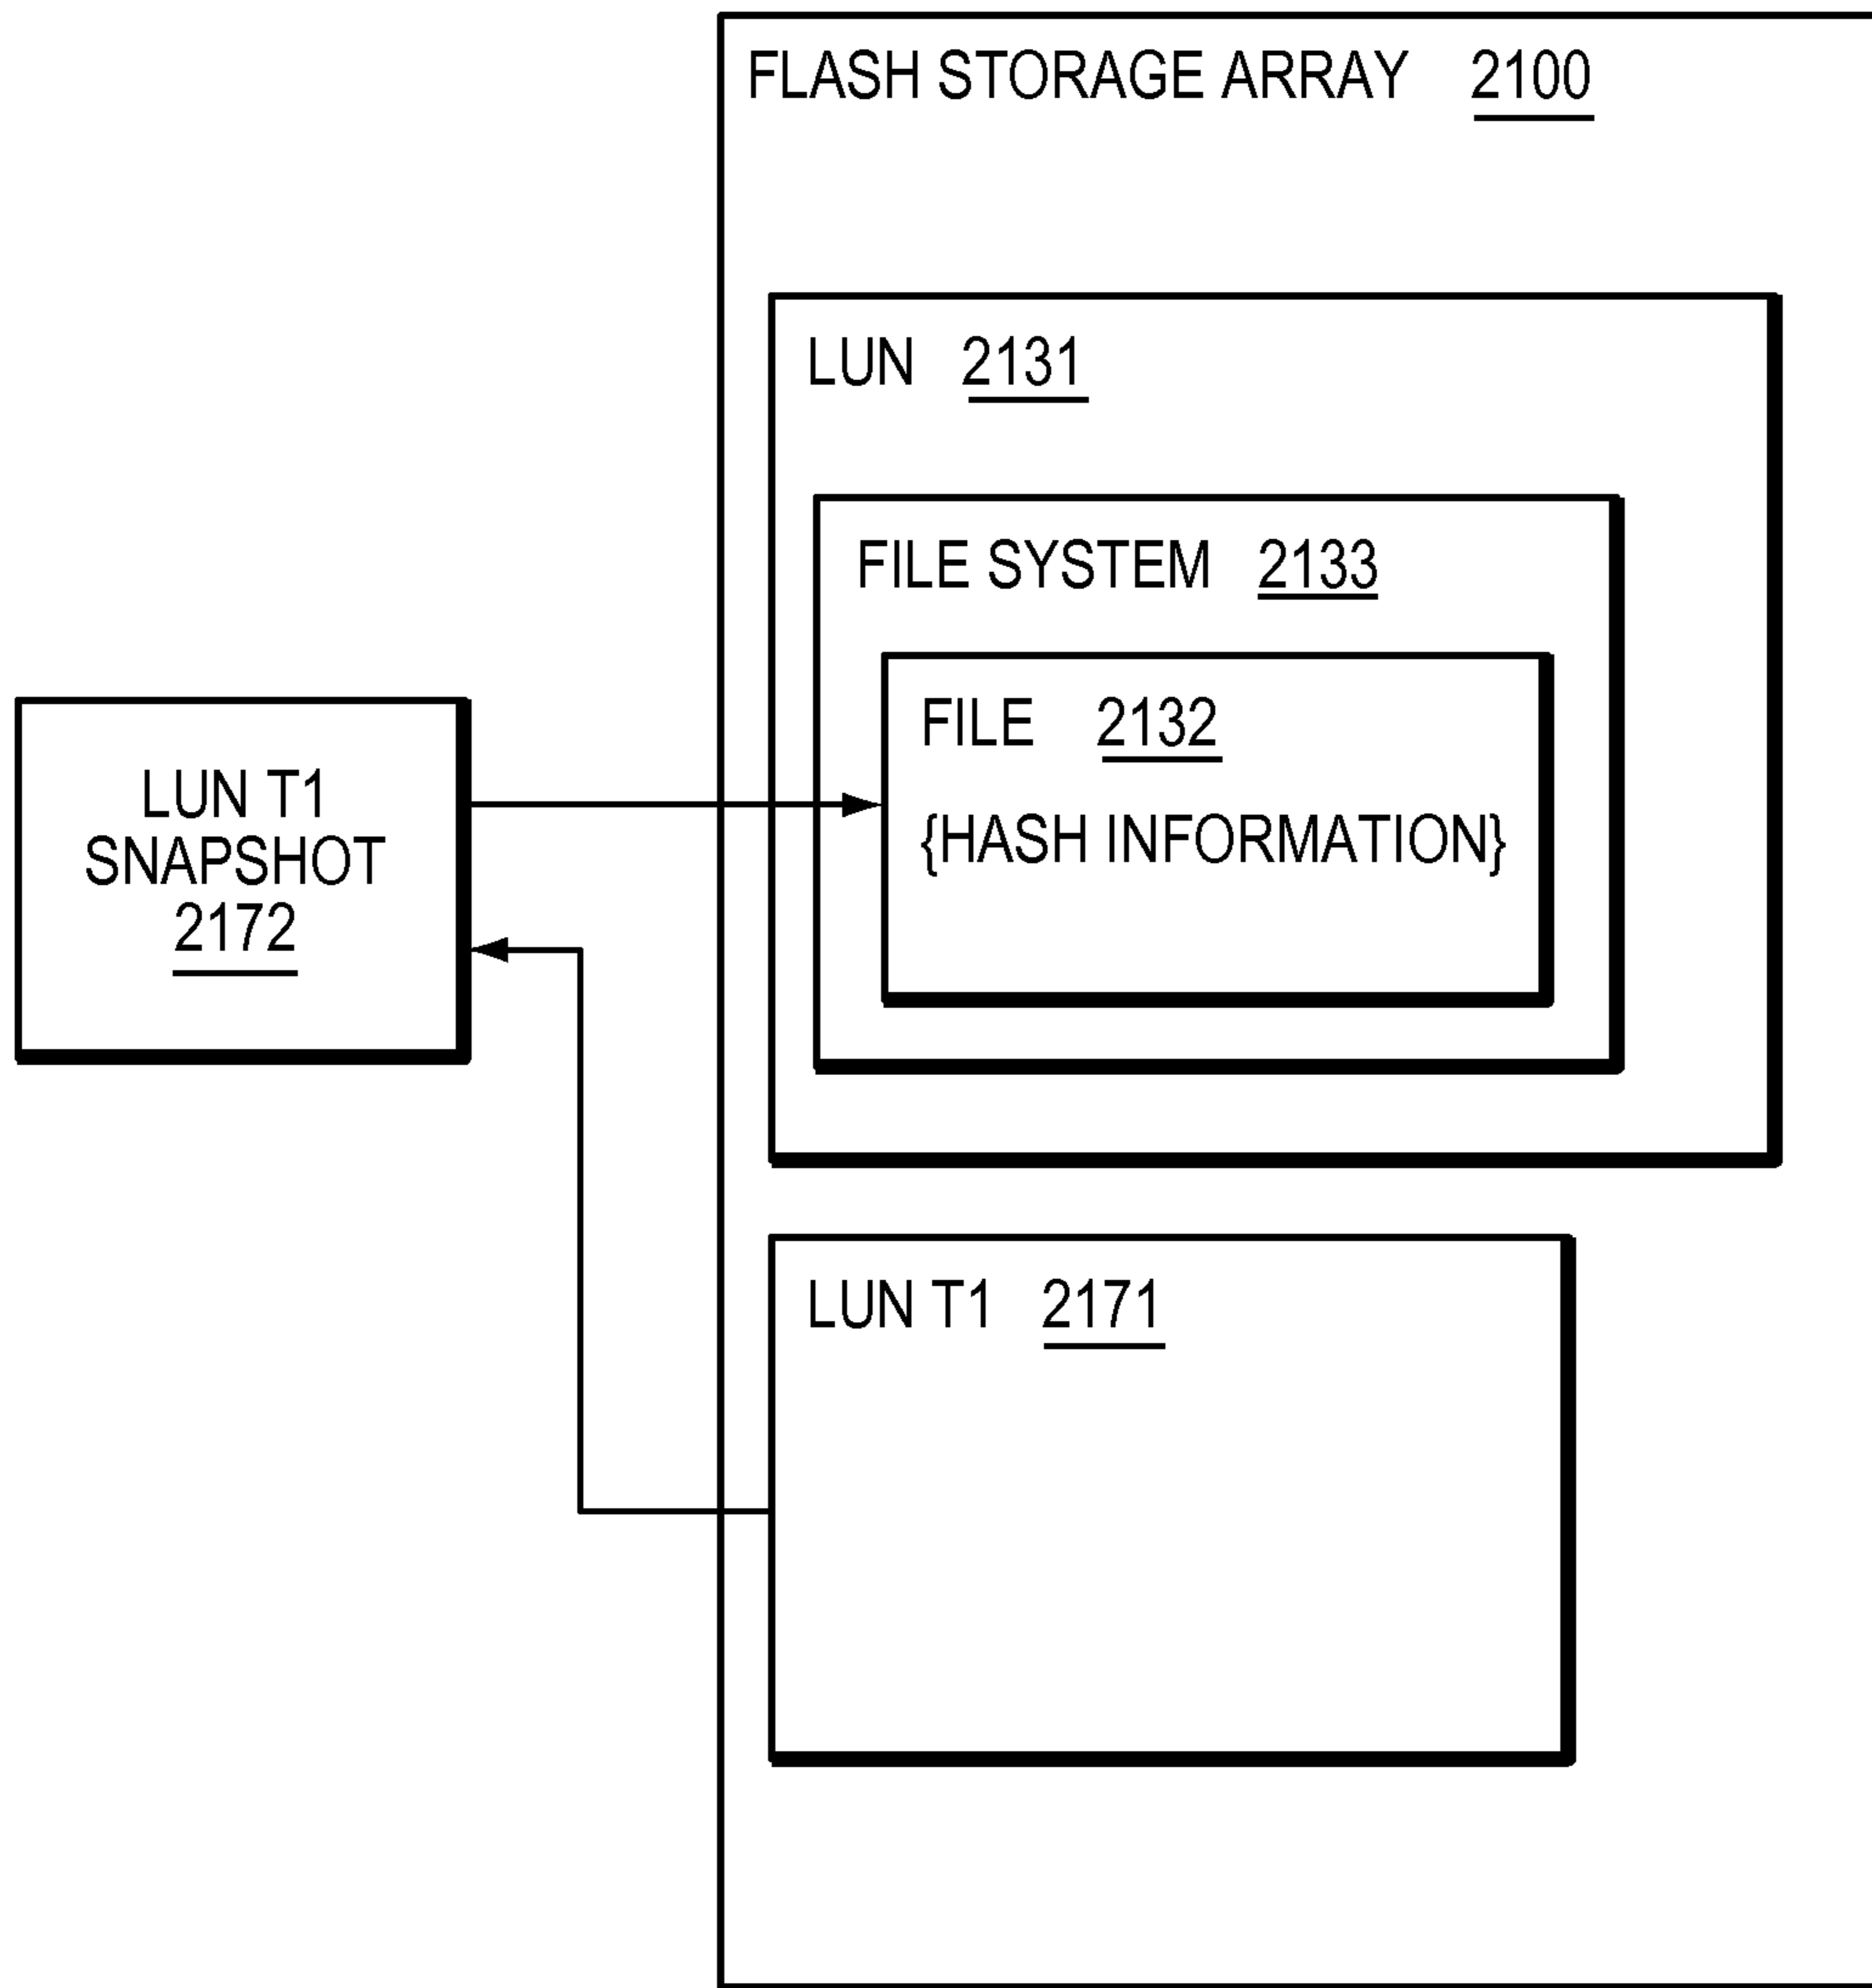 FLASH STORAGE ARRAY 2100
LUN 2131
FILE SYSTEM 2133
FILE 2132
{HASH INFORMATION}
LUN T1
SNAPSHOT
2172
LUN T1 2171